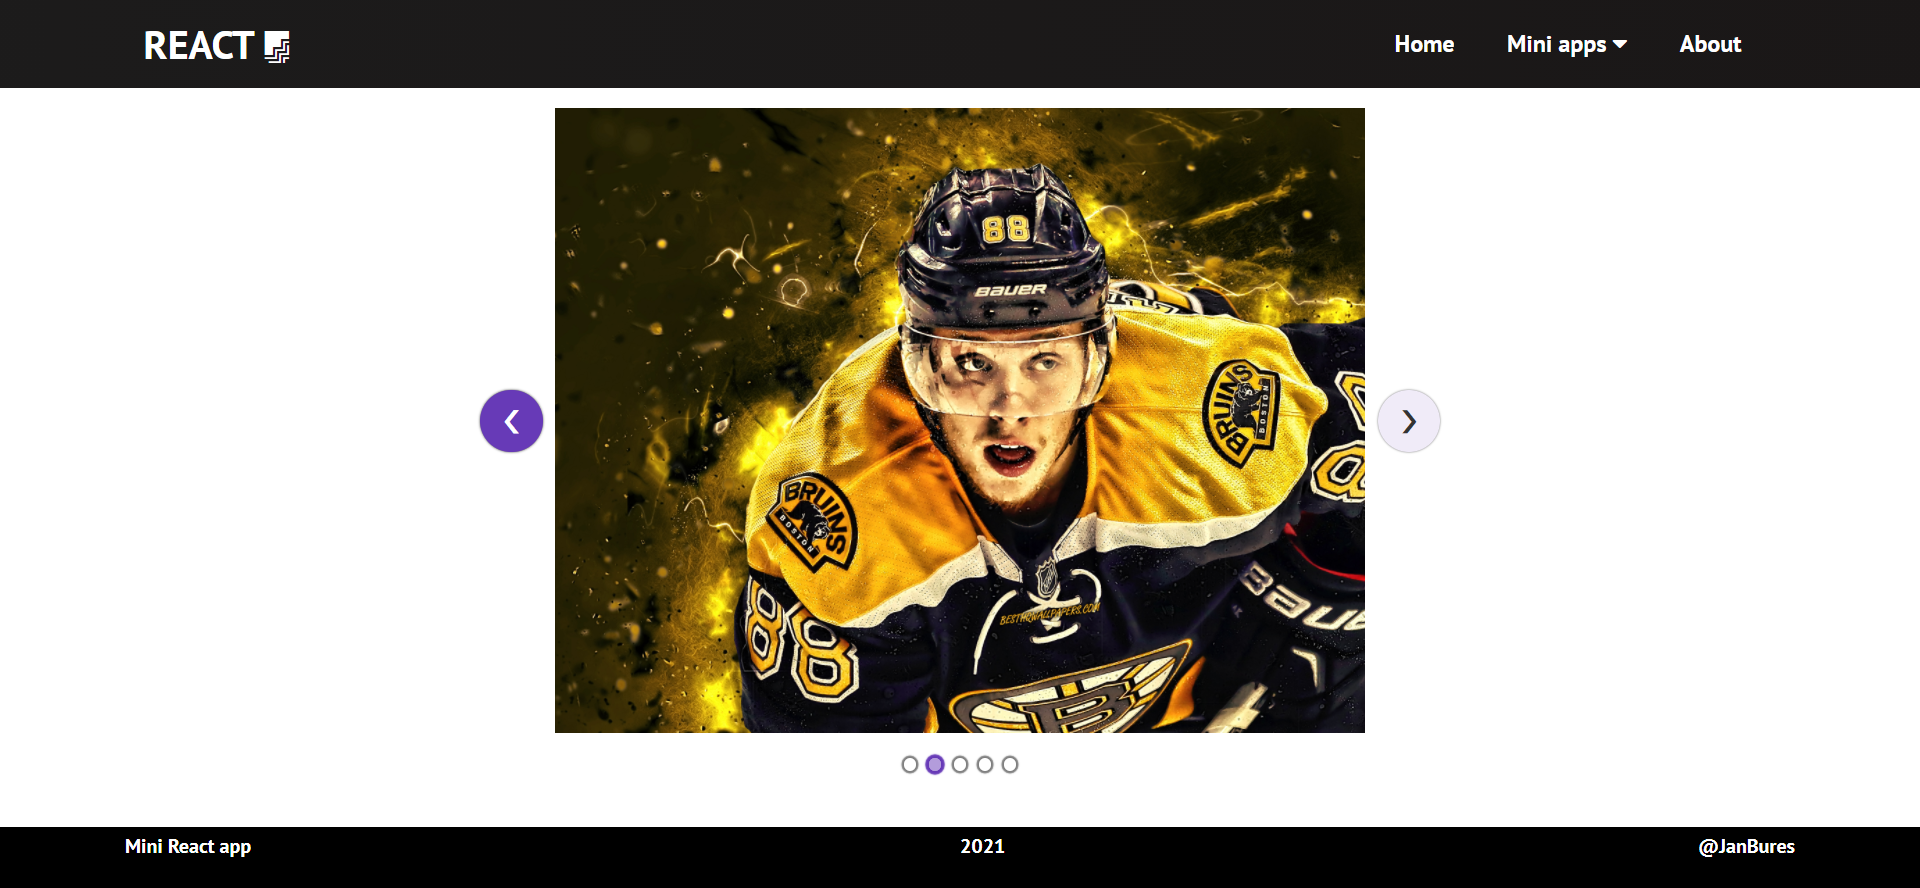 REACT
Home
Mini apps
About
88
BAUER
BRUINS
BOSTON
BRUINS
BOSTON
BESTHQWALLPAPERS.COM
88
BAUE
B
Mini React app
2021
@JanBures